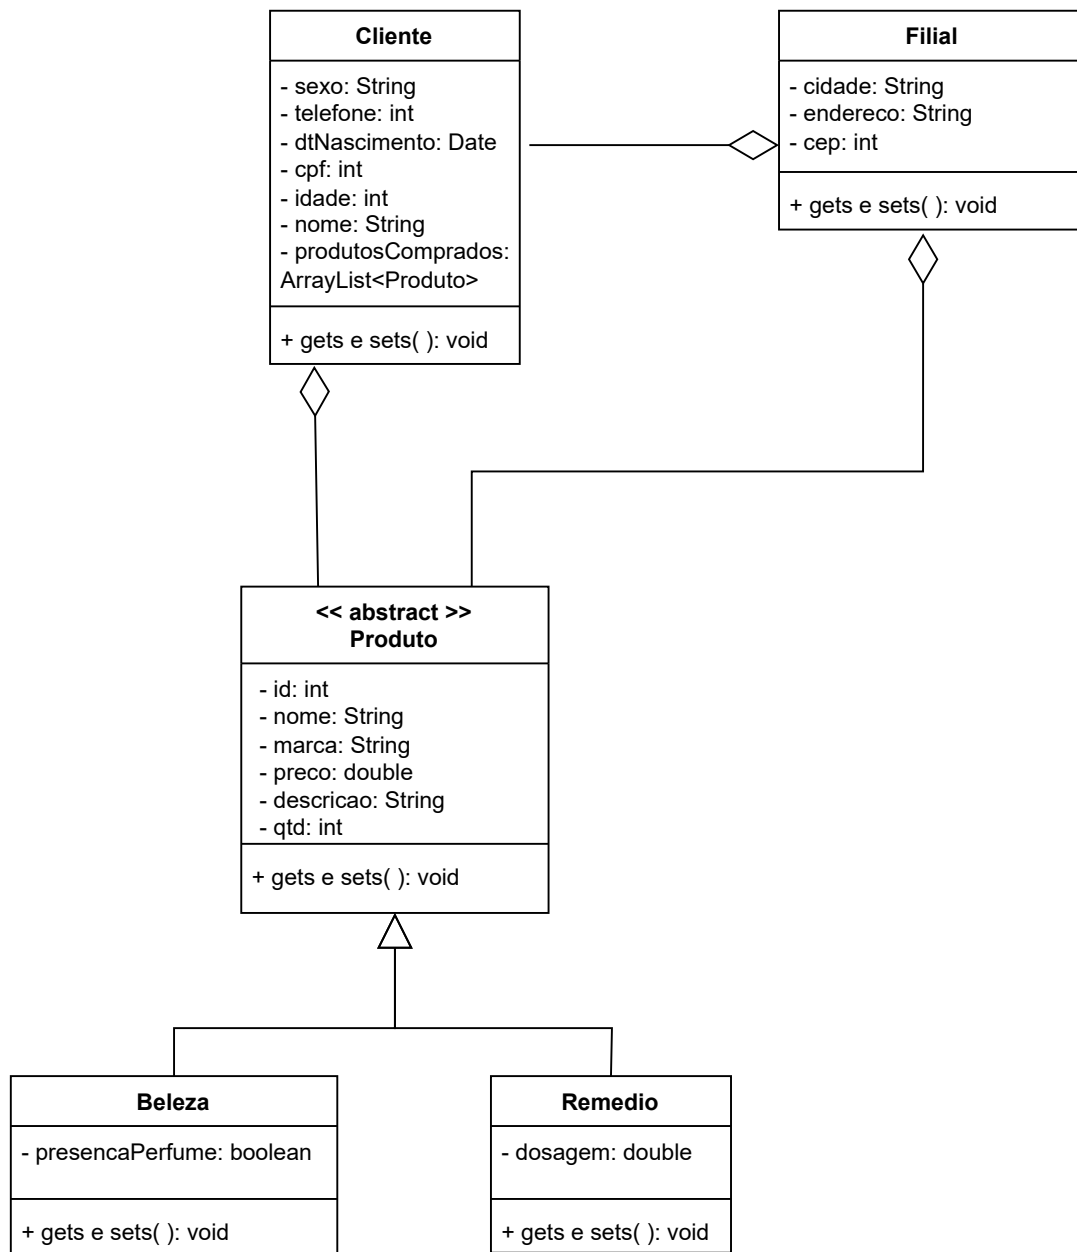 Cliente
- sexo: String
- telefone: int
- dtNascimento: Date
- cpf: int
- idade: int
- nome: String
- produtosComprados:
ArrayList<Produto>
+ gets e sets( ): void
Filial
- cidade: String
- endereco: String
- cep: int
+ gets e sets( ): void
<< abstract >>
Produto
- id: int
- nome: String
- marca: String
- preco: double
- descricao: String
- qtd: int
+ gets e sets( ): void
Beleza
- presencaPerfume: boolean
+ gets e sets( ): void
Remedio
- dosagem: double
+ gets e sets( ): void